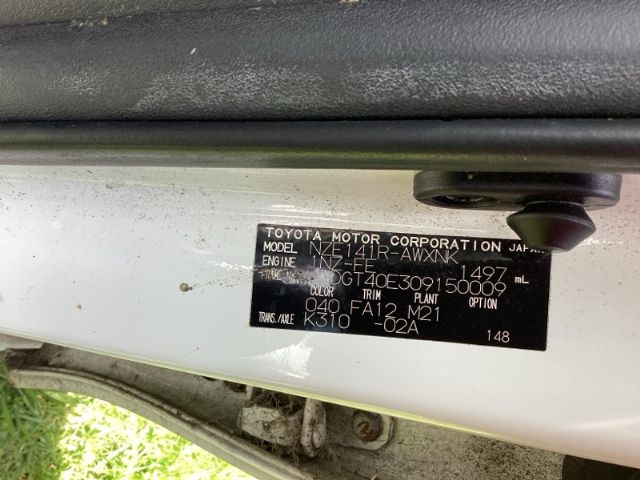 TOYOTA MOTOR CORPORATION JAPAN
MODEL NZE141R-AWXNK
ENGINE 1NZ-FE 1497 mL
DGT40E309150009
COLOR TRIM PLANT OPTION
040 FA12 M21
TRANS./AXLE K310 -02A
148